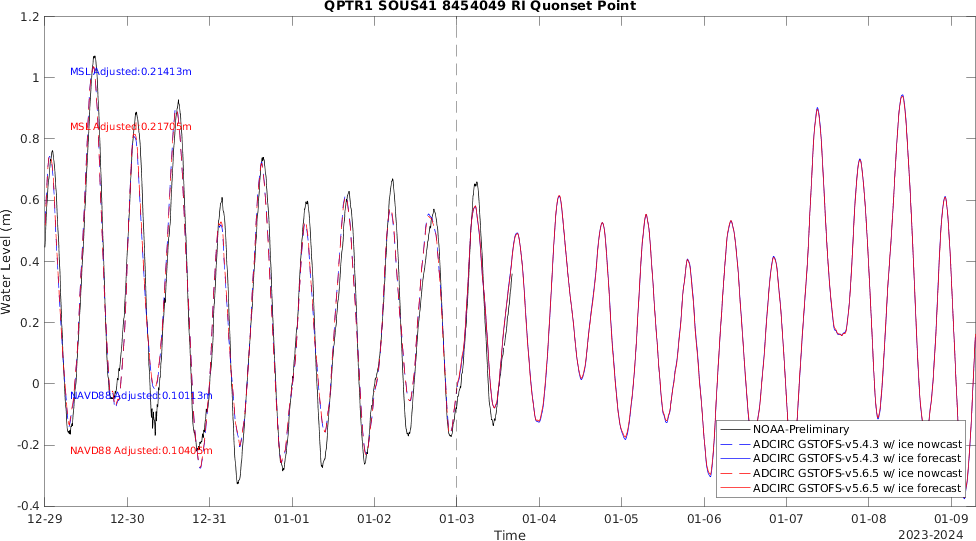 QPTR1 SOUS41 8454049 RI Quonset Point
1.2
1
0.8
0.6
0.4
0.2
0
-0.2
-0.4
Water Level (m)
MSL Adjusted:0.21413m
MSL Adjusted:0.21705m
NAVD88 Adjusted:0.10113m
NAVD88 Adjusted:0.10405m
NOAA-Preliminary
ADCIRC GSTOFS-v5.4.3 w/ ice nowcast
ADCIRC GSTOFS-v5.4.3 w/ ice forecast
ADCIRC GSTOFS-v5.6.5 w/ ice nowcast
ADCIRC GSTOFS-v5.6.5 w/ ice forecast
12-29 12-30 12-31 01-01 01-02 01-03 01-04 01-05 01-06 01-07 01-08 01-09
Time
2023-2024